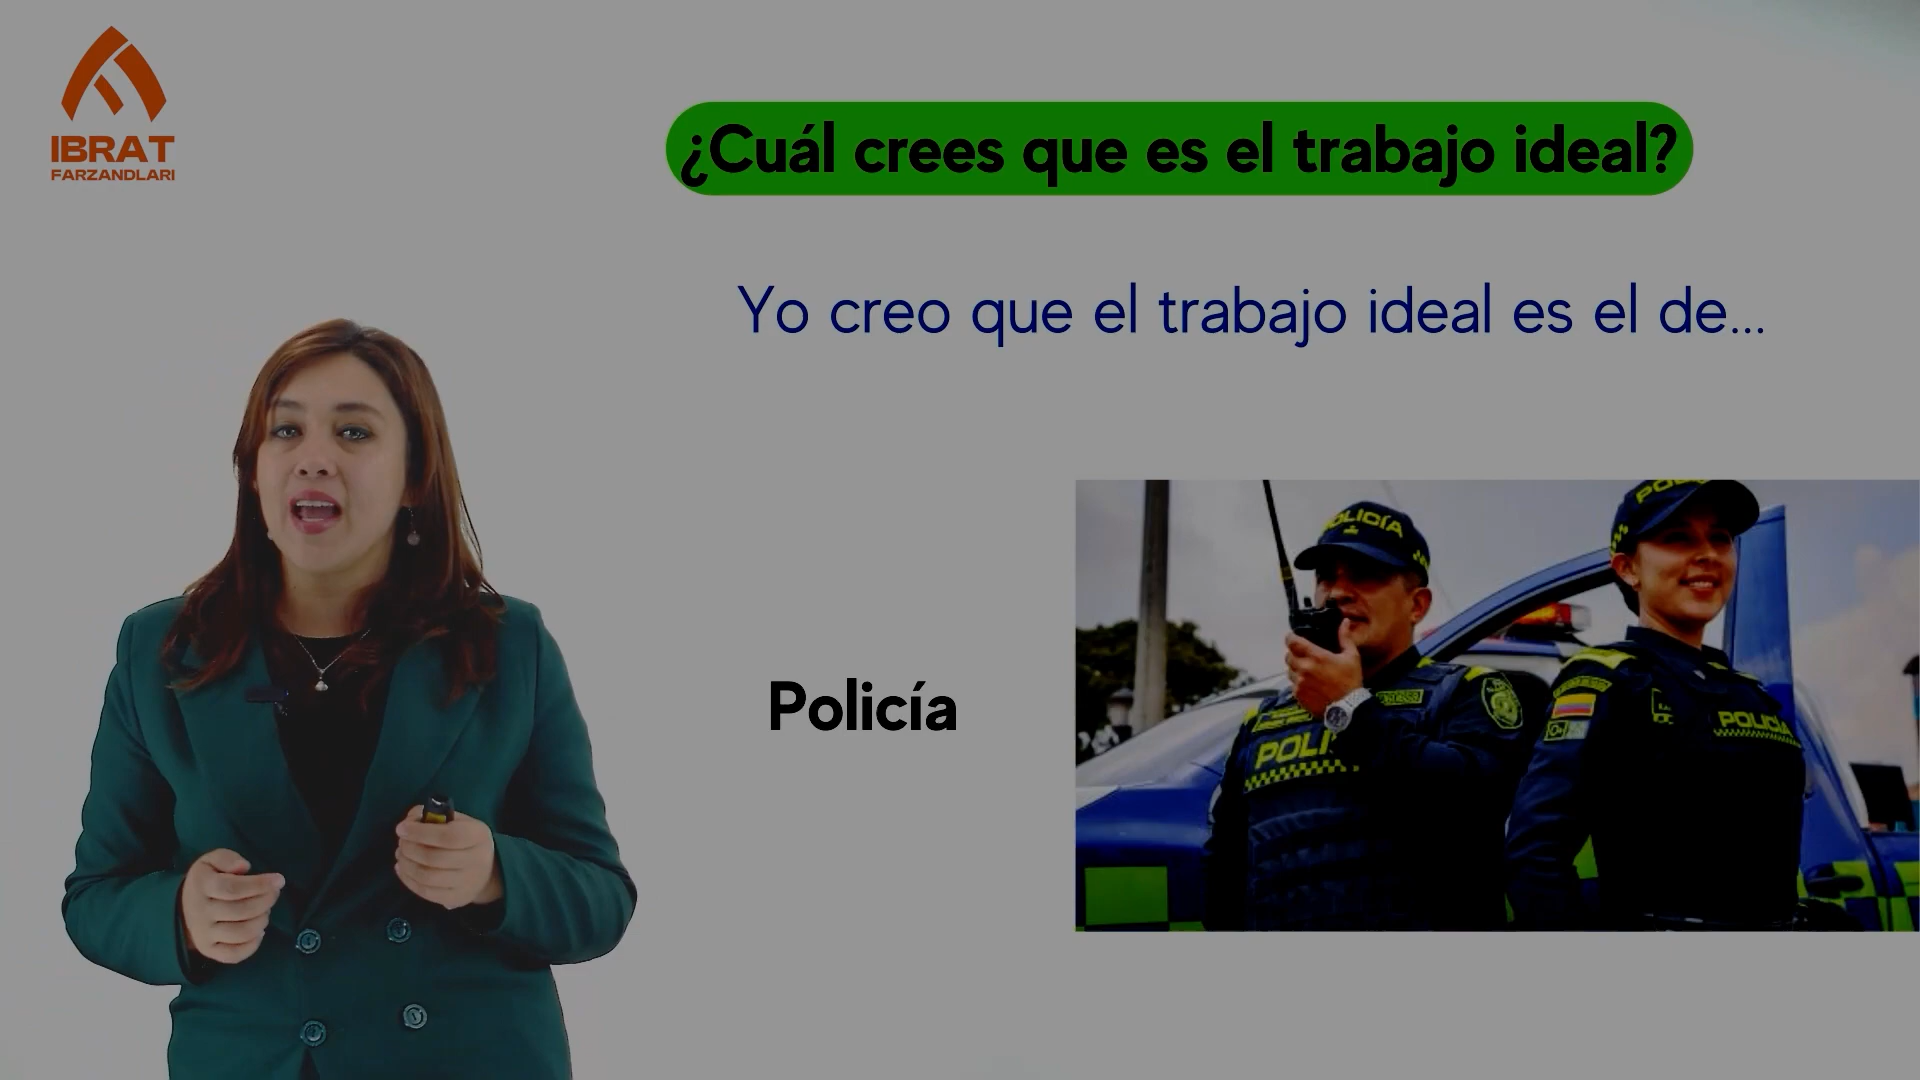 IBRAT
FARZANDLARI
¿Cuál crees que es el trabajo ideal?
Yo creo que el trabajo ideal es el de...
Policía
POLICÍA
POLI
POLICÍA